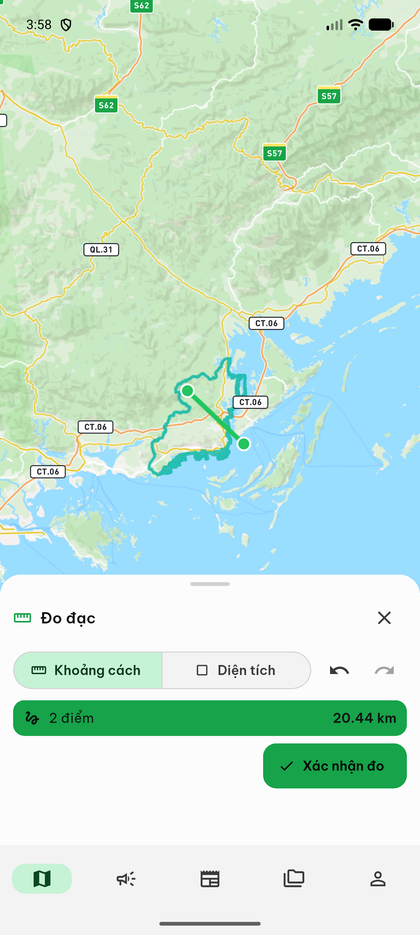 3:58
S62
S62
S57
S57
QL.31
CT.06
CT.06
CT.06
CT.06
CT.06
Đo đạc
Khoảng cách
Diện tích
2 điểm
20.44 km
Xác nhận đo